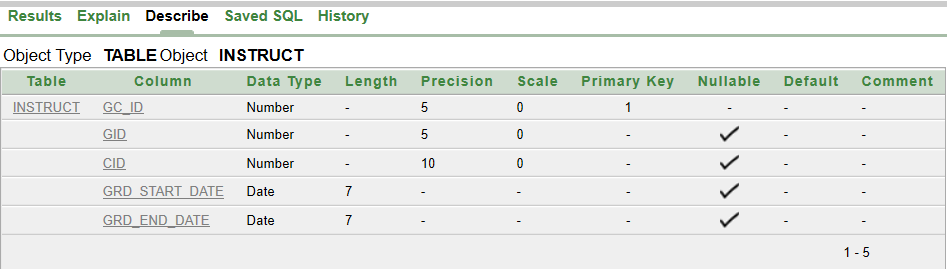 Results Explain Describe Saved SQL History
Object Type TABLE Object INSTRUCT
Table Column Data Type Length Precision Scale Primary Key Nullable Default Comment
INSTRUCT GC_ID Number - 5 0 1 - - -
GID Number - 5 0 - ✓ - -
CID Number - 10 0 - ✓ - -
GRD_START_DATE Date 7 - - - ✓ - -
GRD_END_DATE Date 7 - - - ✓ - -
1 - 5